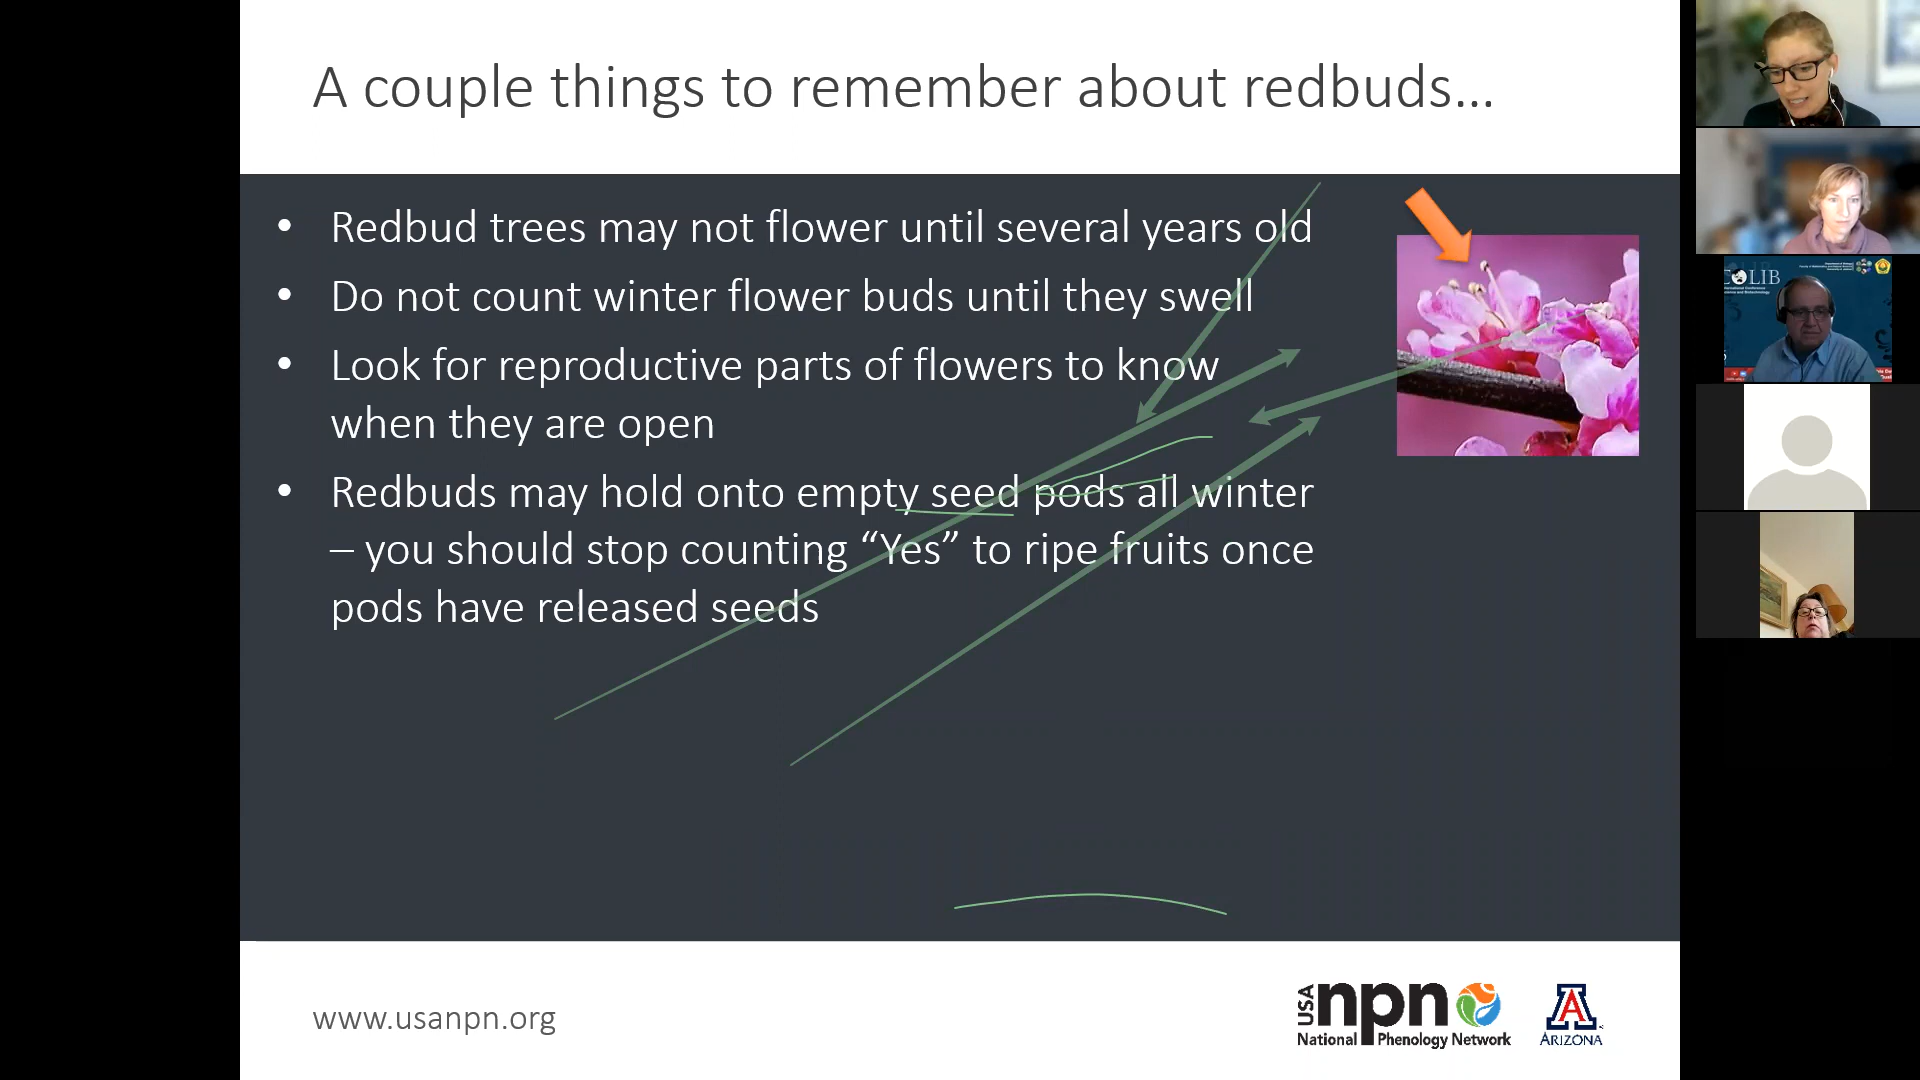 A couple things to remember about redbuds...
• Redbud trees may not flower until several years old
• Do not count winter flower buds until they swell
• Look for reproductive parts of flowers to know
when they are open
• Redbuds may hold onto empty seed pods all winter
– you should stop counting “Yes” to ripe fruits once
pods have released seeds
www.usanpn.org
USA npn
National Phenology Network
A
ARIZONA
COLIB